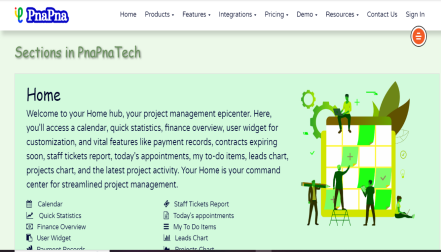 PnaPna
Home Products Features Integrations Pricing Demo Resources Contact Us Sign In
Sections in PnaPnaTech
Home
Welcome to your Home hub, your project management epicenter. Here,
you'll access a calendar, quick statistics, finance overview, user widget for
customization, and vital features like payment records, contracts expiring
soon, staff tickets report, today's appointments, my to-do items, leads chart,
projects chart, and the latest project activity. Your Home is your command
center for streamlined project management.
Calendar
Quick Statistics
Finance Overview
User Widget
Payment Records
Staff Tickets Report
Today's appointments
My To Do Items
Leads Chart
Projects Chart